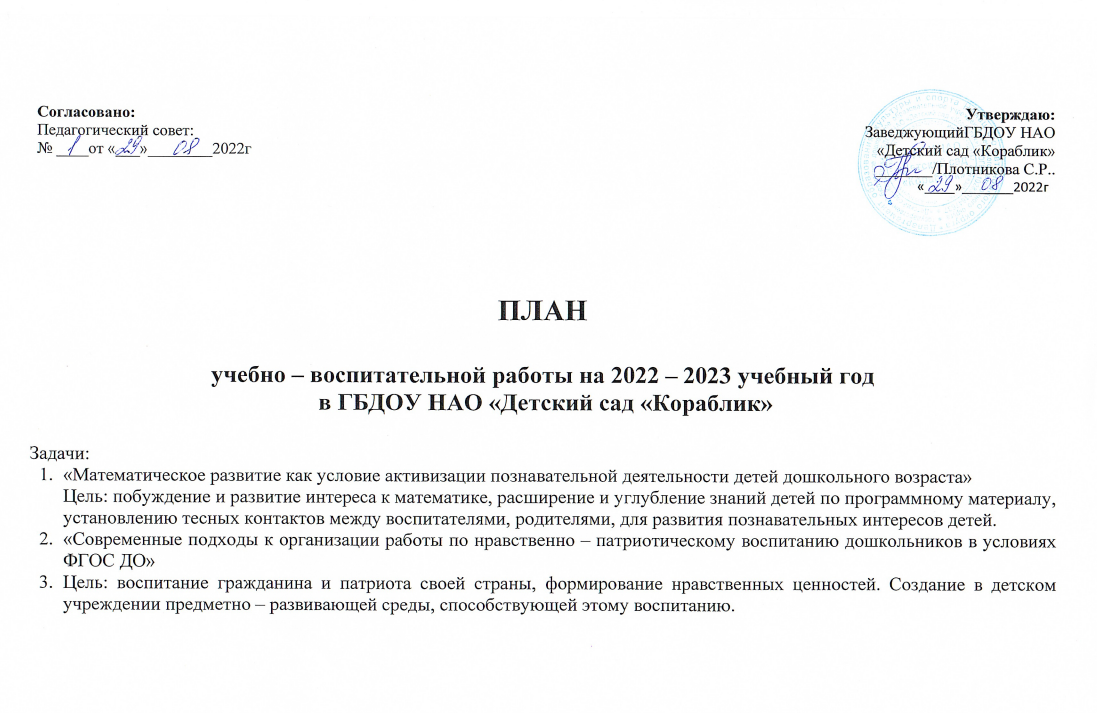 Согласовано:
Педагогический совет:
№ 1 от «29» 08 2022г
Утверждаю:
ЗаведжующийГБДОУ НАО
«Детский сад «Кораблик»
/Плотникова С.Р..
«29» 08 2022г
ПЛАН
учебно – воспитательной работы на 2022 – 2023 учебный год
в ГБДОУ НАО «Детский сад «Кораблик»
Задачи:
1. «Математическое развитие как условие активизации познавательной деятельности детей дошкольного возраста»
Цель: побуждение и развитие интереса к математике, расширение и углубление знаний детей по программному материалу,
установлению тесных контактов между воспитателями, родителями, для развития познавательных интересов детей.
2. «Современные подходы к организации работы по нравственно – патриотическому воспитанию дошкольников в условиях
ФГОС ДО»
3. Цель: воспитание гражданина и патриота своей страны, формирование нравственных ценностей. Создание в детском
учреждении предметно – развивающей среды, способствующей этому воспитанию.